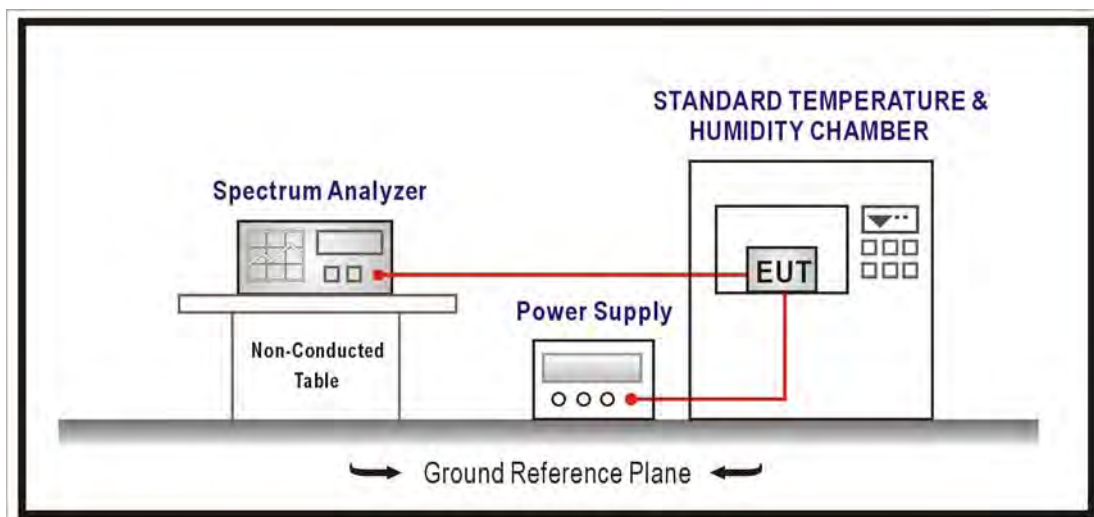 STANDARD TEMPERATURE &
HUMIDITY CHAMBER
Spectrum Analyzer
EUT
Power Supply
Non-Conducted
Table
Ground Reference Plane